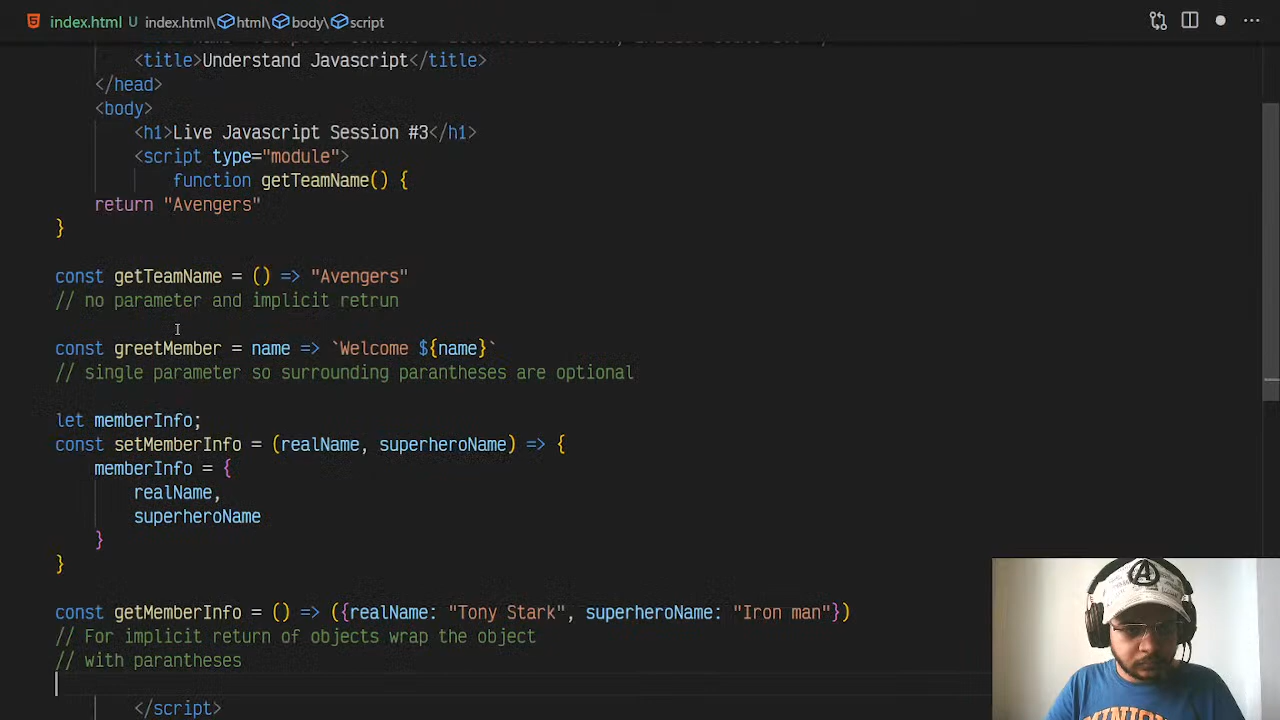 index.html U index.html\html\body\script
<title>Understand Javascript</title>
</head>
<body>
<h1>Live Javascript Session #3</h1>
<script type="module">
function getTeamName() {
return "Avengers"
}
const getTeamName = () => "Avengers"
// no parameter and implicit retrun
const greetMember = name => `Welcome ${name}`
// single parameter so surrounding parantheses are optional
let memberInfo;
const setMemberInfo = (realName, superheroName) => {
memberInfo = {
realName,
superheroName
}
}
const getMemberInfo = () => ({realName: "Tony Stark", superheroName: "Iron man"})
// For implicit return of objects wrap the object
// with parantheses
</script>
MINION